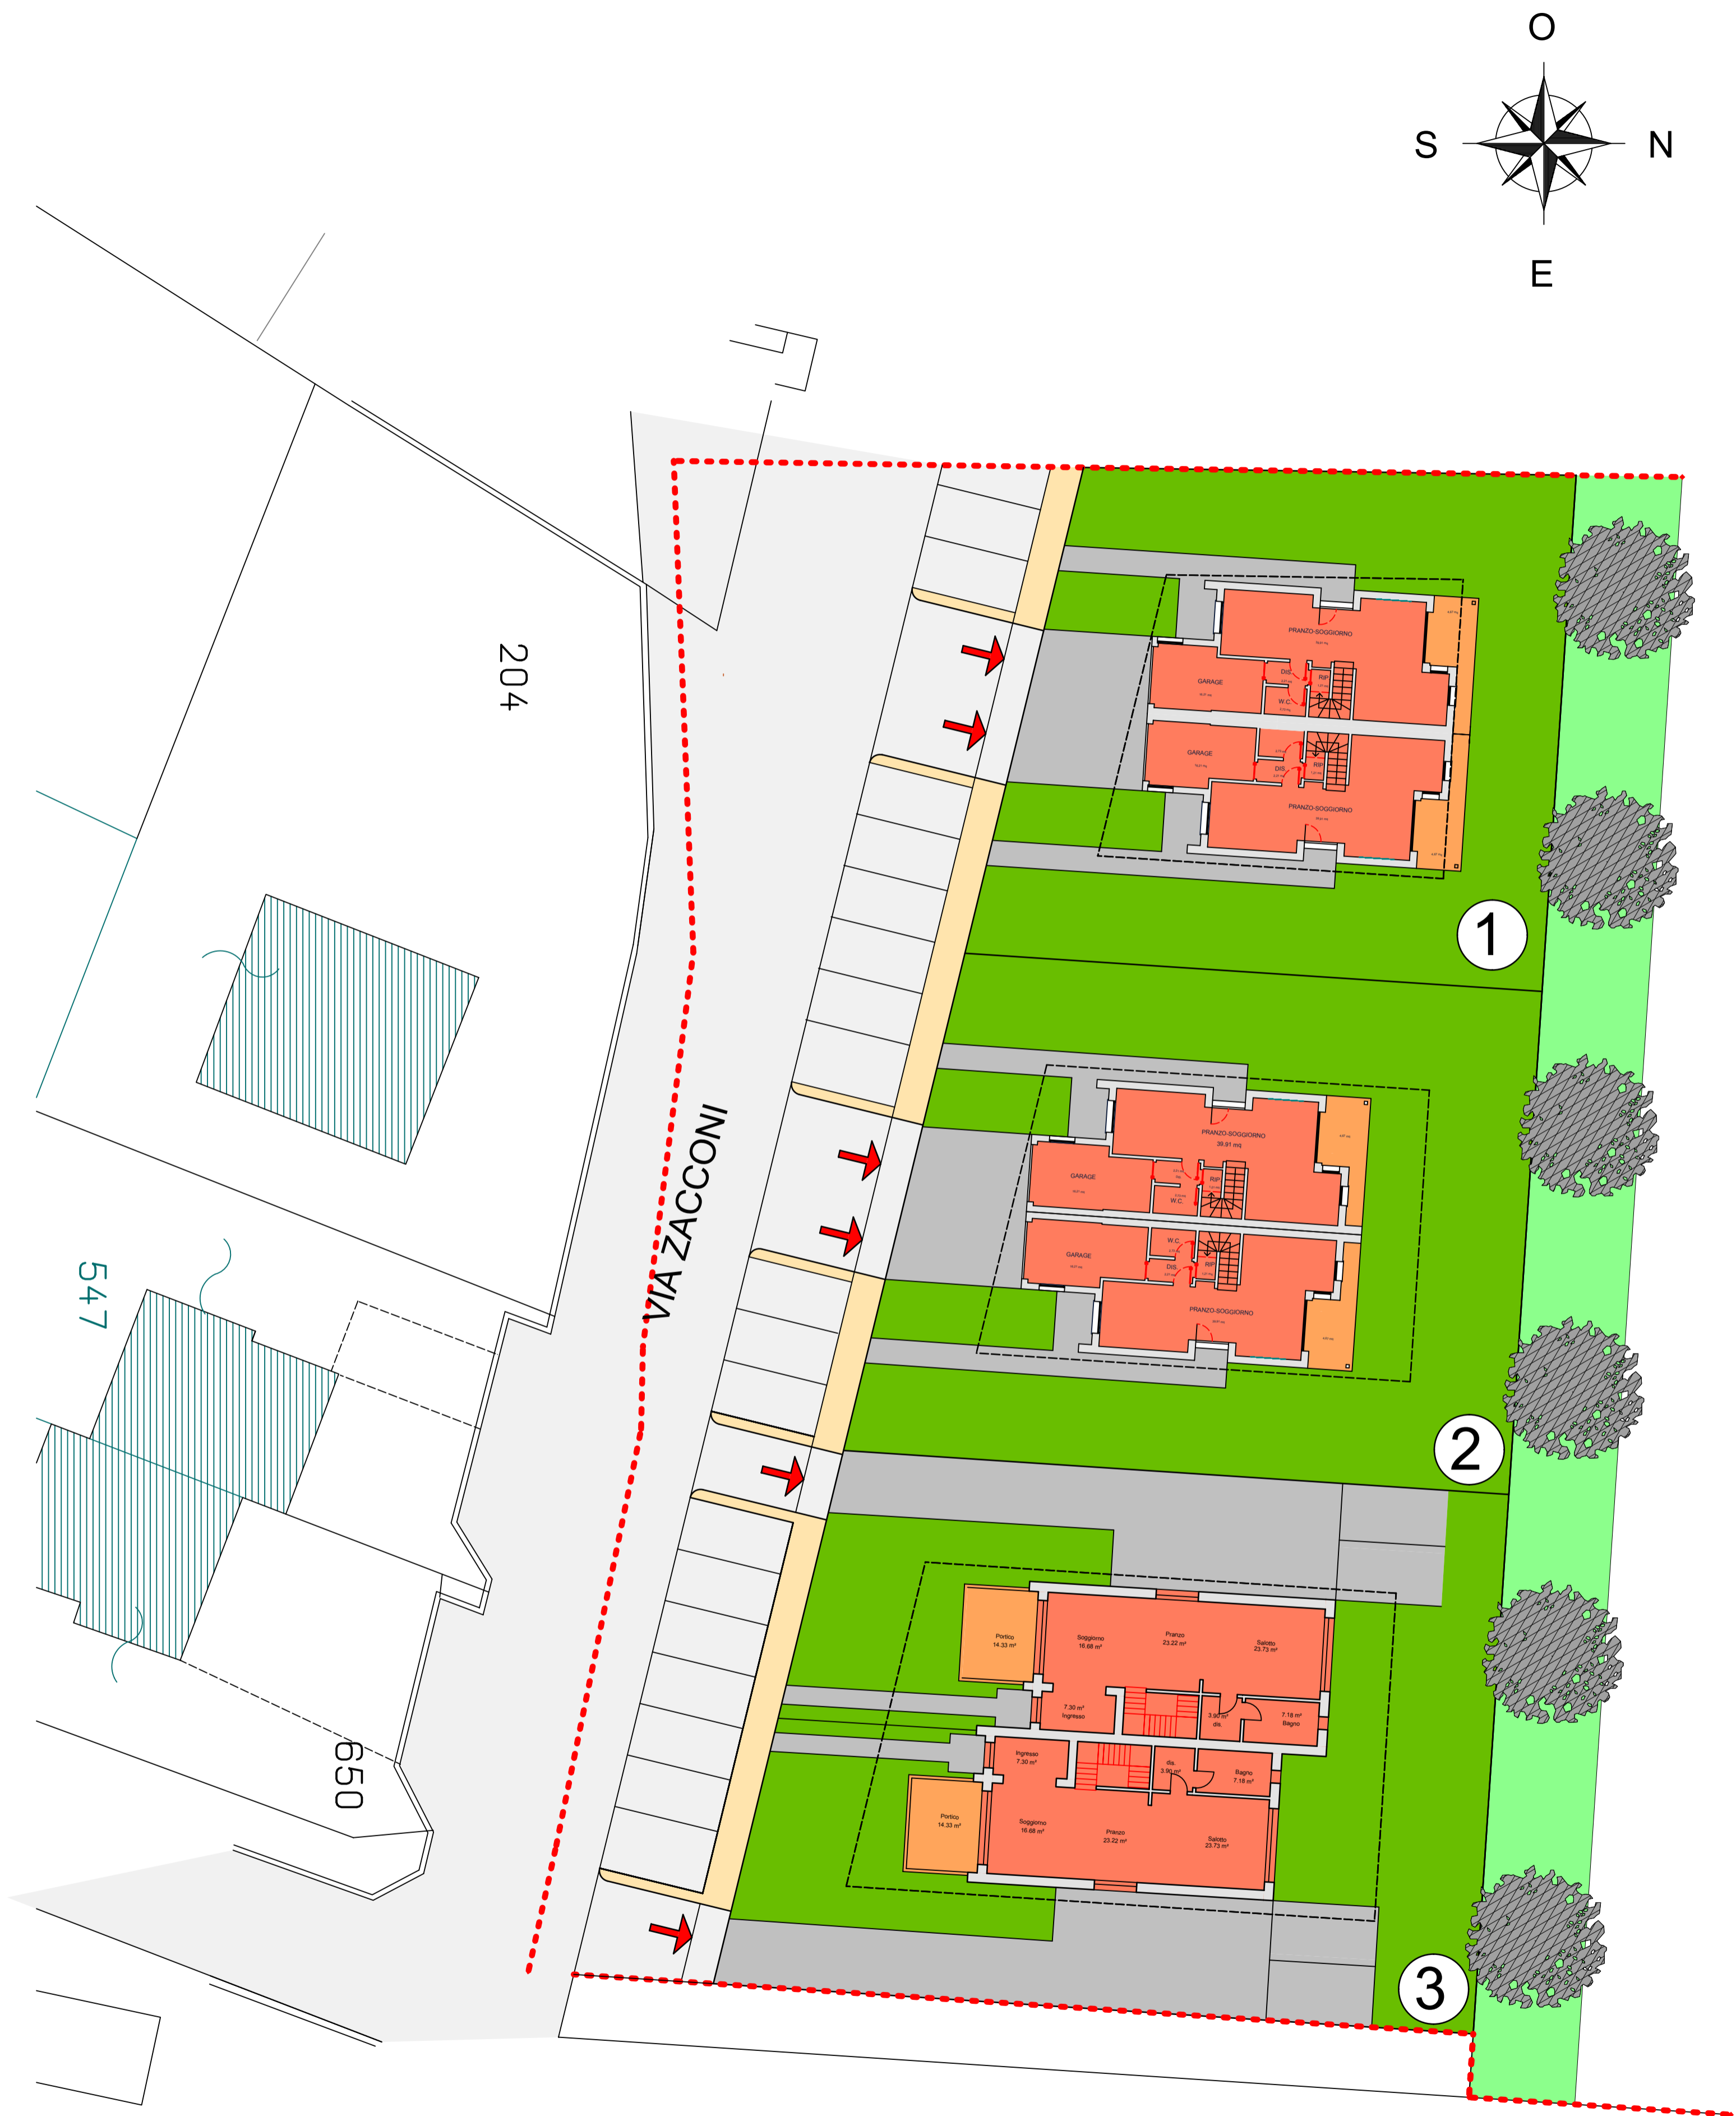 O
S
N
E
204
547
650
VIA ZACCONI
PRANZO-SOGGIORNO
GARAGE
DIS.
RIP.
W.C.
GARAGE
DIS.
RIP.
PRANZO-SOGGIORNO
1
PRANZO-SOGGIORNO
39.91 mq
GARAGE
RIP.
W.C.
GARAGE
W.C.
DIS.
RIP.
PRANZO-SOGGIORNO
2
Portico
14.33 m²
Soggiorno
16.68 m²
Pranzo
23.22 m²
Salotto
23.73 m²
7.30 m²
Ingresso
3.90 m²
dis.
7.18 m²
Bagno
Ingresso
7.30 m²
dis.
3.90 m²
Bagno
7.18 m²
Portico
14.33 m²
Soggiorno
16.68 m²
Pranzo
23.22 m²
Salotto
23.73 m²
3